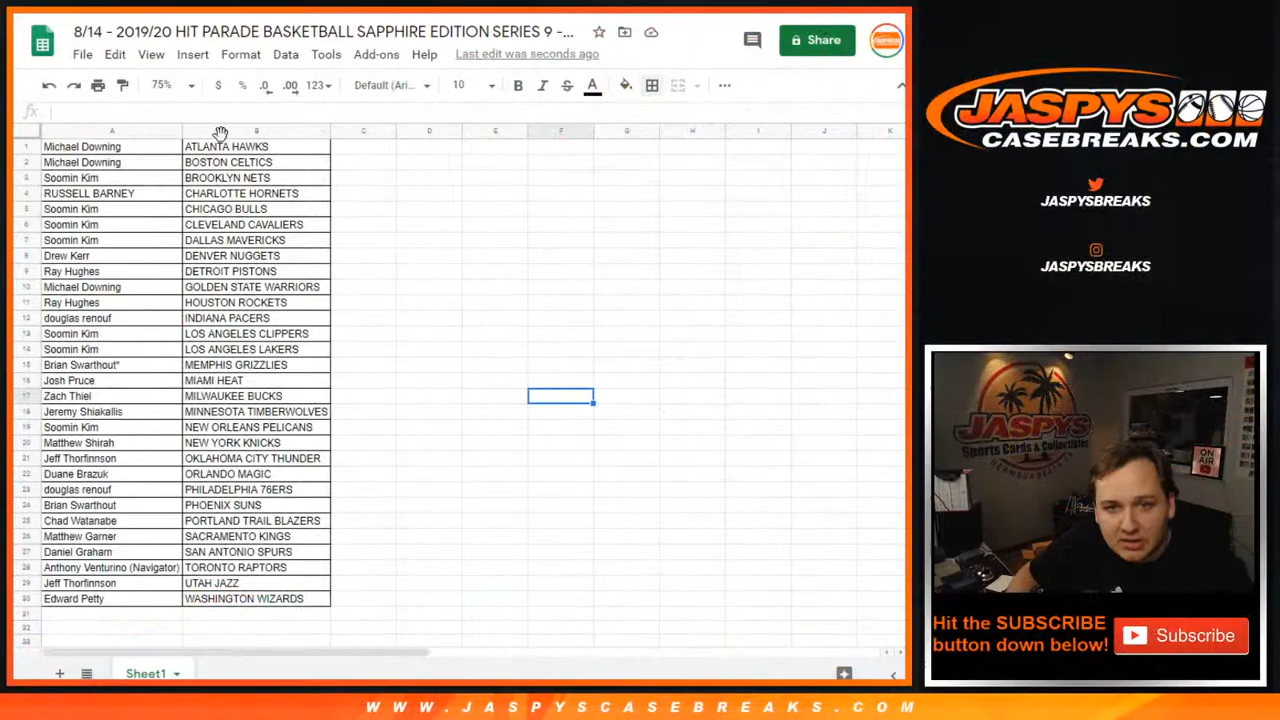 8/14 - 2019/20 HIT PARADE BASKETBALL SAPPHIRE EDITION SERIES 9 -...
File Edit View Insert Format Data Tools Add-ons Help Last edit was seconds ago
Share
75% $ % .0 .00 123 Default (Ari... 10 B I S A
fx
A B C D E F G H I J K
1 Michael Downing ATLANTA HAWKS
2 Michael Downing BOSTON CELTICS
3 Soomin Kim BROOKLYN NETS
4 RUSSELL BARNEY CHARLOTTE HORNETS
5 Soomin Kim CHICAGO BULLS
6 Soomin Kim CLEVELAND CAVALIERS
7 Soomin Kim DALLAS MAVERICKS
8 Drew Kerr DENVER NUGGETS
9 Ray Hughes DETROIT PISTONS
10 Michael Downing GOLDEN STATE WARRIORS
11 Ray Hughes HOUSTON ROCKETS
12 douglas renouf INDIANA PACERS
13 Soomin Kim LOS ANGELES CLIPPERS
14 Soomin Kim LOS ANGELES LAKERS
15 Brian Swarthout* MEMPHIS GRIZZLIES
16 Josh Pruce MIAMI HEAT
17 Zach Thiel MILWAUKEE BUCKS
18 Jeremy Shiakallis MINNESOTA TIMBERWOLVES
19 Soomin Kim NEW ORLEANS PELICANS
20 Matthew Shirah NEW YORK KNICKS
21 Jeff Thorfinnson OKLAHOMA CITY THUNDER
22 Duane Brazuk ORLANDO MAGIC
23 douglas renouf PHILADELPHIA 76ERS
24 Brian Swarthout PHOENIX SUNS
25 Chad Watanabe PORTLAND TRAIL BLAZERS
26 Matthew Garner SACRAMENTO KINGS
27 Daniel Graham SAN ANTONIO SPURS
28 Anthony Venturino (Navigator) TORONTO RAPTORS
29 Jeff Thorfinnson UTAH JAZZ
30 Edward Petty WASHINGTON WIZARDS
31
32
33
Sheet1
JASPYS
CASEBREAKS.COM
JASPYSBREAKS
JASPYSBREAKS
JASPYS
Sports Cards & Collectibles
HERMOSA BEACH, CA
ON AIR
Hit the SUBSCRIBE
button down below!
Subscribe
WWW.JASPYSCASEBREAKS.COM